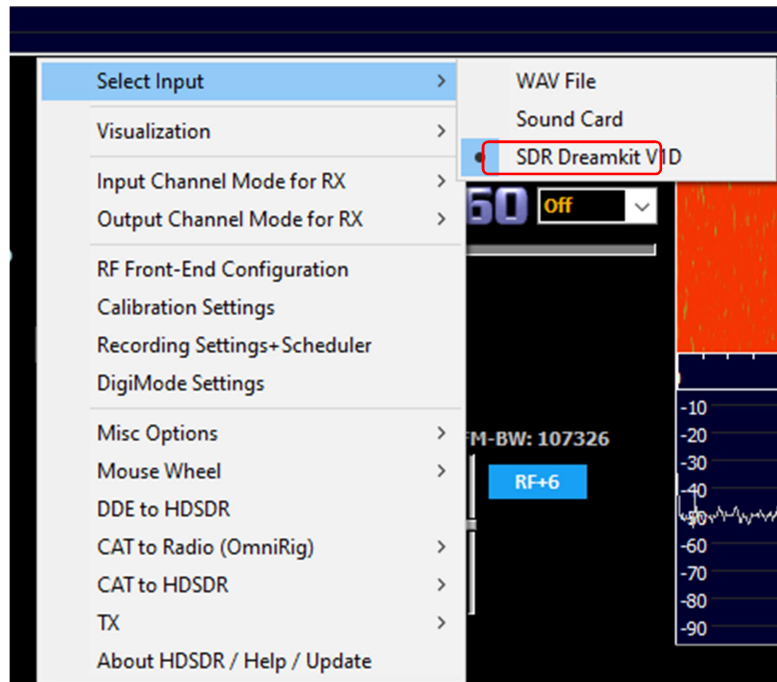 Select Input
WAV File
Sound Card
SDR Dreamkit V1D
Visualization
Input Channel Mode for RX
Output Channel Mode for RX
60
Off
RF Front-End Configuration
Calibration Settings
Recording Settings+Scheduler
DigiMode Settings
Misc Options
FM-BW: 107326
Mouse Wheel
RF+6
DDE to HDSDR
CAT to Radio (OmniRig)
CAT to HDSDR
TX
About HDSDR / Help / Update
-10
-20
-30
-40
-50
-60
-70
-80
-90